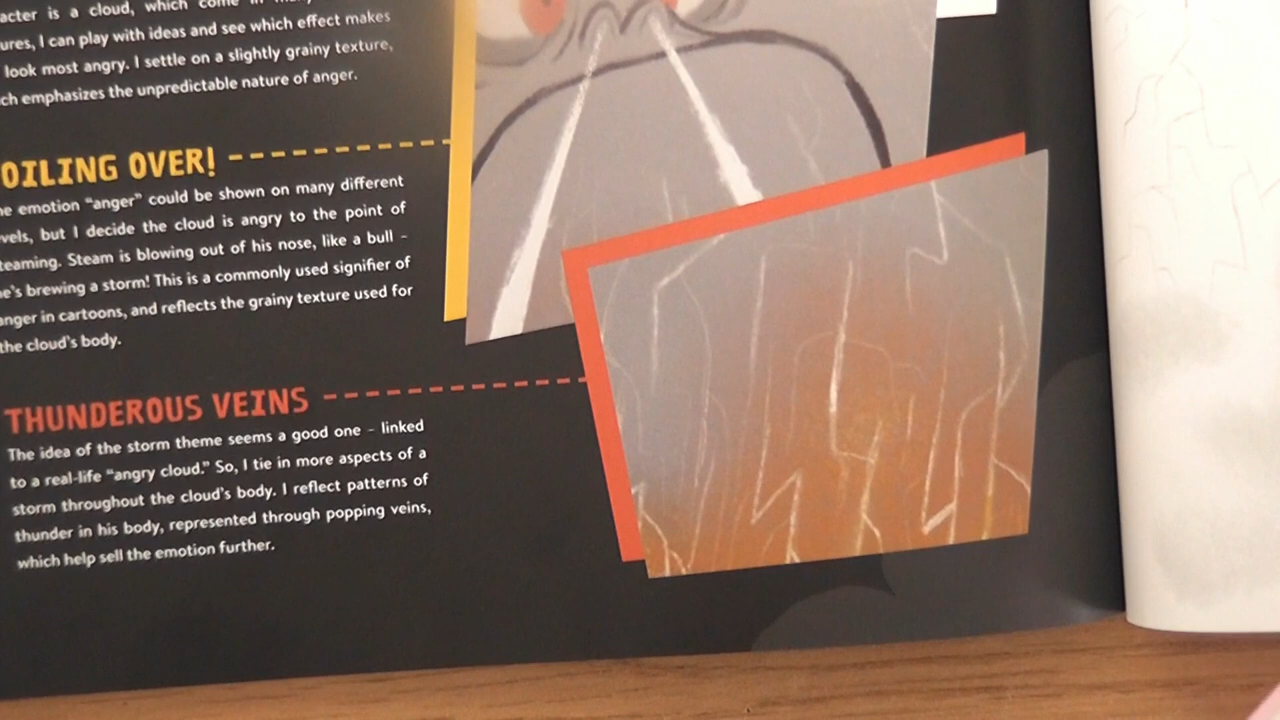 acter is a cloud, which come in
ures, I can play with ideas and see which effect makes
look most angry. I settle on a slightly grainy texture,
ch emphasizes the unpredictable nature of anger.
OILING OVER!
he emotion “anger” could be shown on many different
vels, but I decide the cloud is angry to the point of
teaming. Steam is blowing out of his nose, like a bull –
he’s brewing a storm! This is a commonly used signifier of
anger in cartoons, and reflects the grainy texture used for
the cloud’s body.
THUNDEROUS VEINS
The idea of the storm theme seems a good one – linked
to a real-life “angry cloud.” So, I tie in more aspects of a
storm throughout the cloud’s body. I reflect patterns of
thunder in his body, represented through popping veins,
which help sell the emotion further.